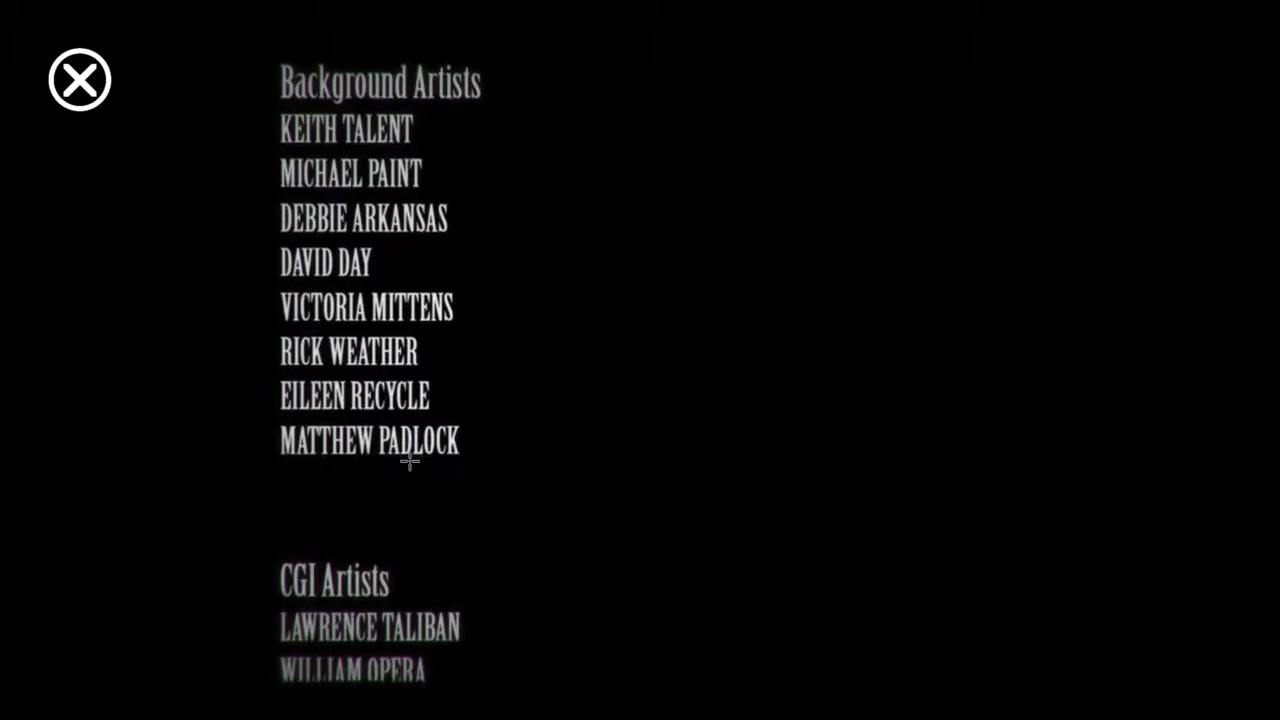 Background Artists
KEITH TALENT
MICHAEL PAINT
DEBBIE ARKANSAS
DAVID DAY
VICTORIA MITTENS
RICK WEATHER
EILEEN RECYCLE
MATTHEW PADLOCK
CGI Artists
LAWRENCE TALIBAN
WILLIAM OPERA